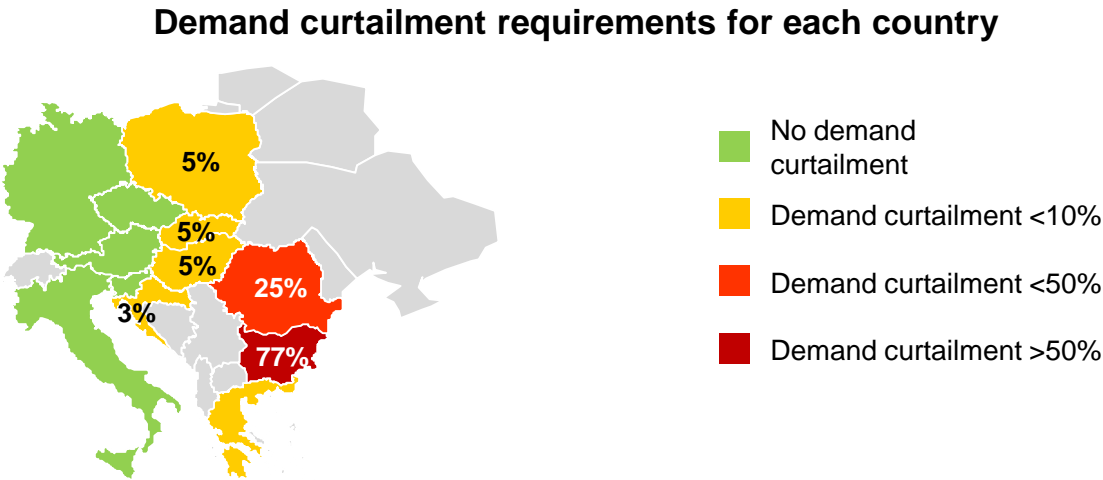 Demand curtailment requirements for each country
No demand
curtailment
5%
Demand curtailment <10%
5%
5%
Demand curtailment <50%
25%
3%
Demand curtailment >50%
77%